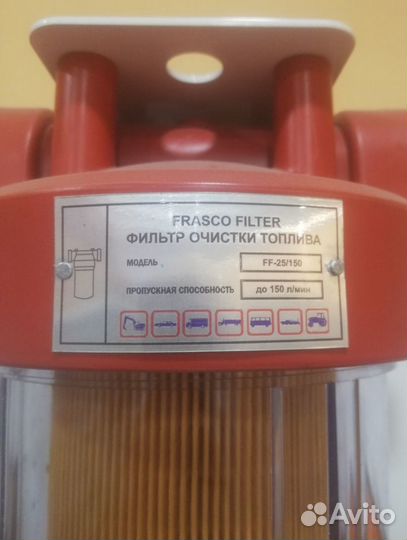 FRASCO FILTER
ФИЛЬТР ОЧИСТКИ ТОПЛИВА
МОДЕЛЬ FF-25/150
ПРОПУСКНАЯ СПОСОБНОСТЬ до 150 л/мин
Avito